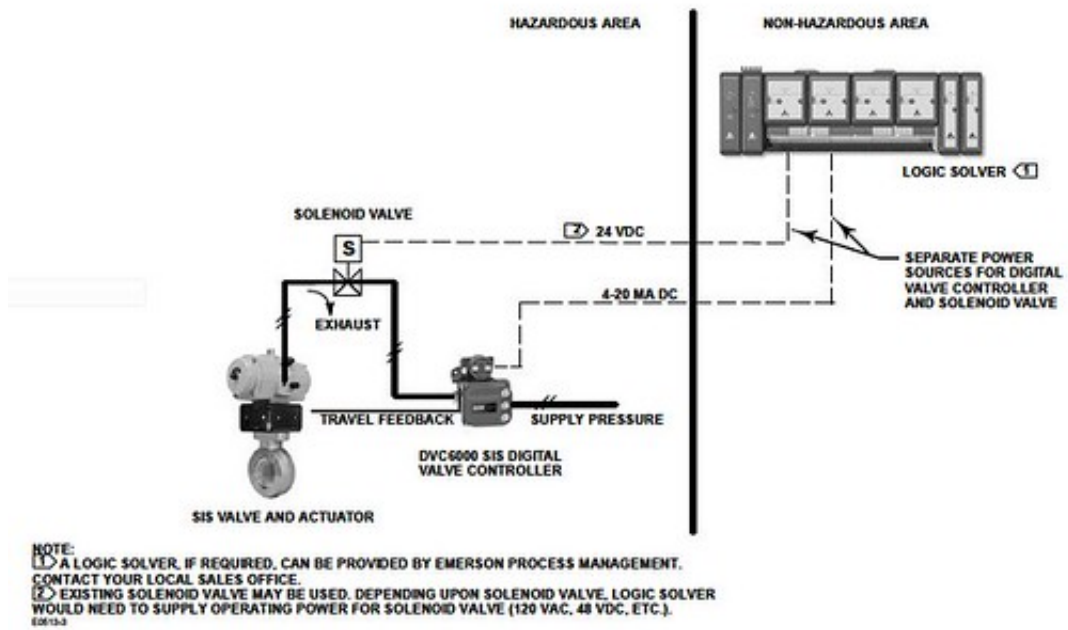 HAZARDOUS AREA
NON-HAZARDOUS AREA
LOGIC SOLVER 1
SOLENOID VALVE
S
2 24 VDC
SEPARATE POWER
SOURCES FOR DIGITAL
VALVE CONTROLLER
AND SOLENOID VALVE
4-20 MA DC
EXHAUST
TRAVEL FEEDBACK
SUPPLY PRESSURE
DVC6000 SIS DIGITAL
VALVE CONTROLLER
SIS VALVE AND ACTUATOR
NOTE:
1 A LOGIC SOLVER, IF REQUIRED, CAN BE PROVIDED BY EMERSON PROCESS MANAGEMENT.
CONTACT YOUR LOCAL SALES OFFICE.
2 EXISTING SOLENOID VALVE MAY BE USED. DEPENDING UPON SOLENOID VALVE, LOGIC SOLVER
WOULD NEED TO SUPPLY OPERATING POWER FOR SOLENOID VALVE (120 VAC, 48 VDC, ETC.).